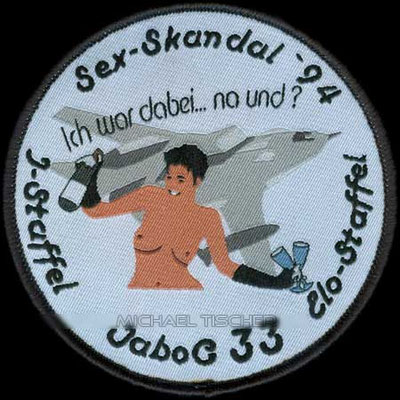 Sex-Skandal '94
Ich war dabei... na und?
J-Staffel
Elo-Staffel
MICHAEL TISCHER
JaboG 33